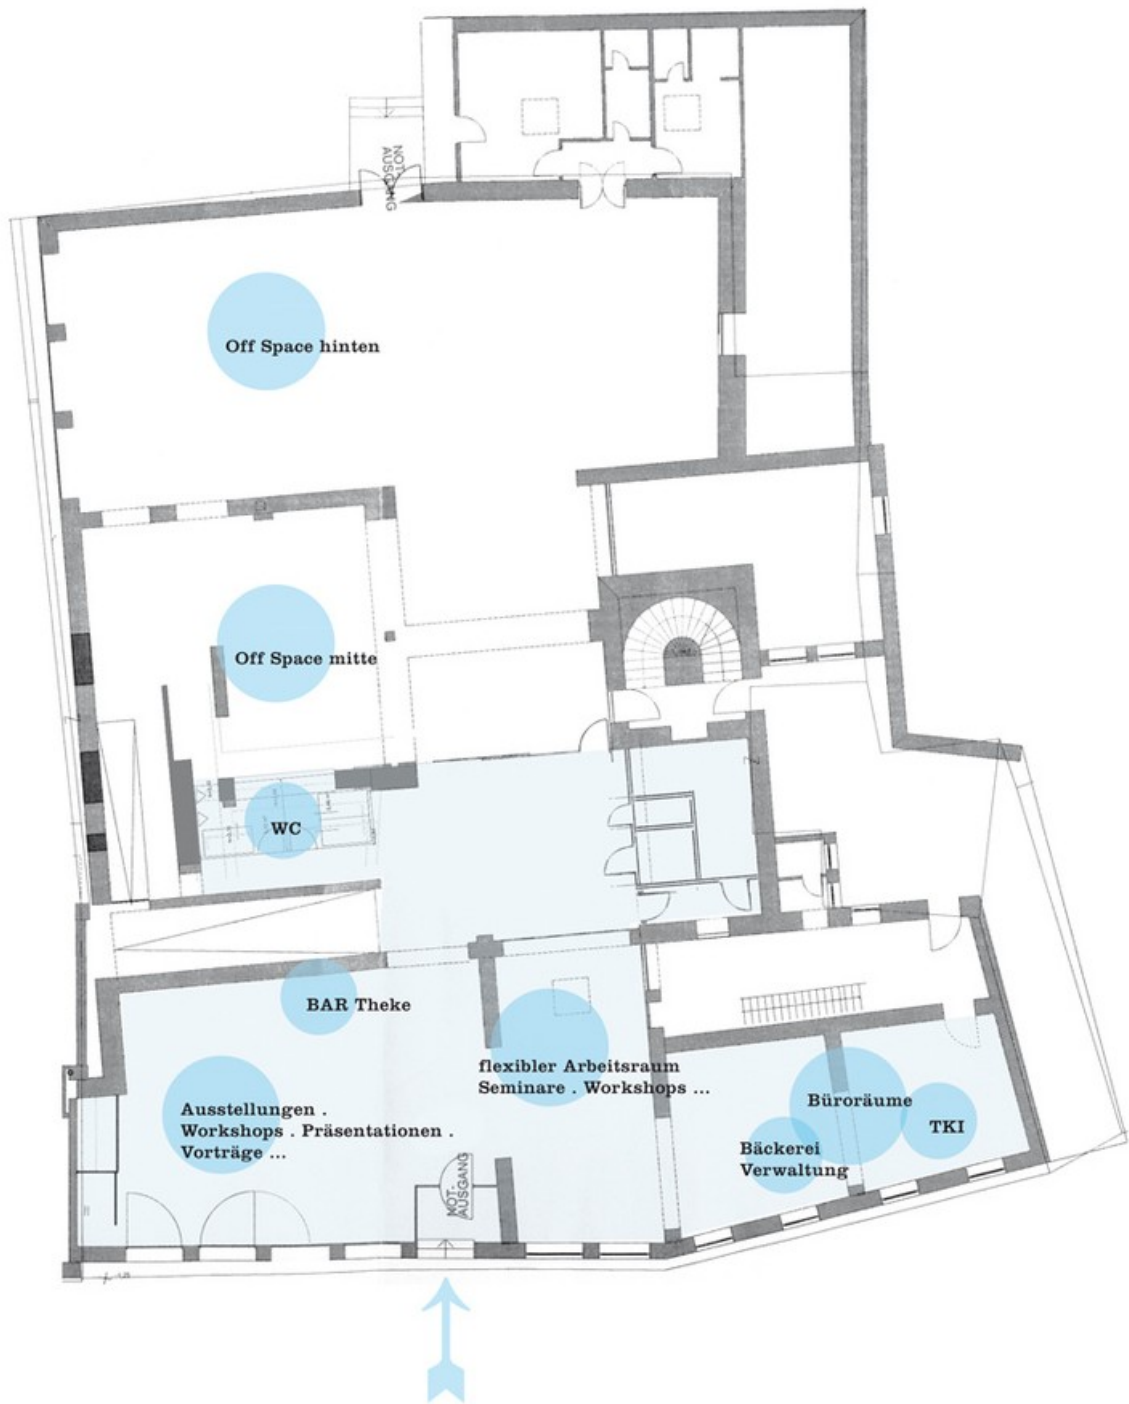 NOT-
AUSGANG
Off Space hinten
Off Space mitte
WC
BAR Theke
flexibler Arbeitsraum
Seminare . Workshops ...
Ausstellungen .
Workshops . Präsentationen .
Vorträge ...
Büroräume
TKI
Bäckerei
Verwaltung
NOT-
AUSGANG